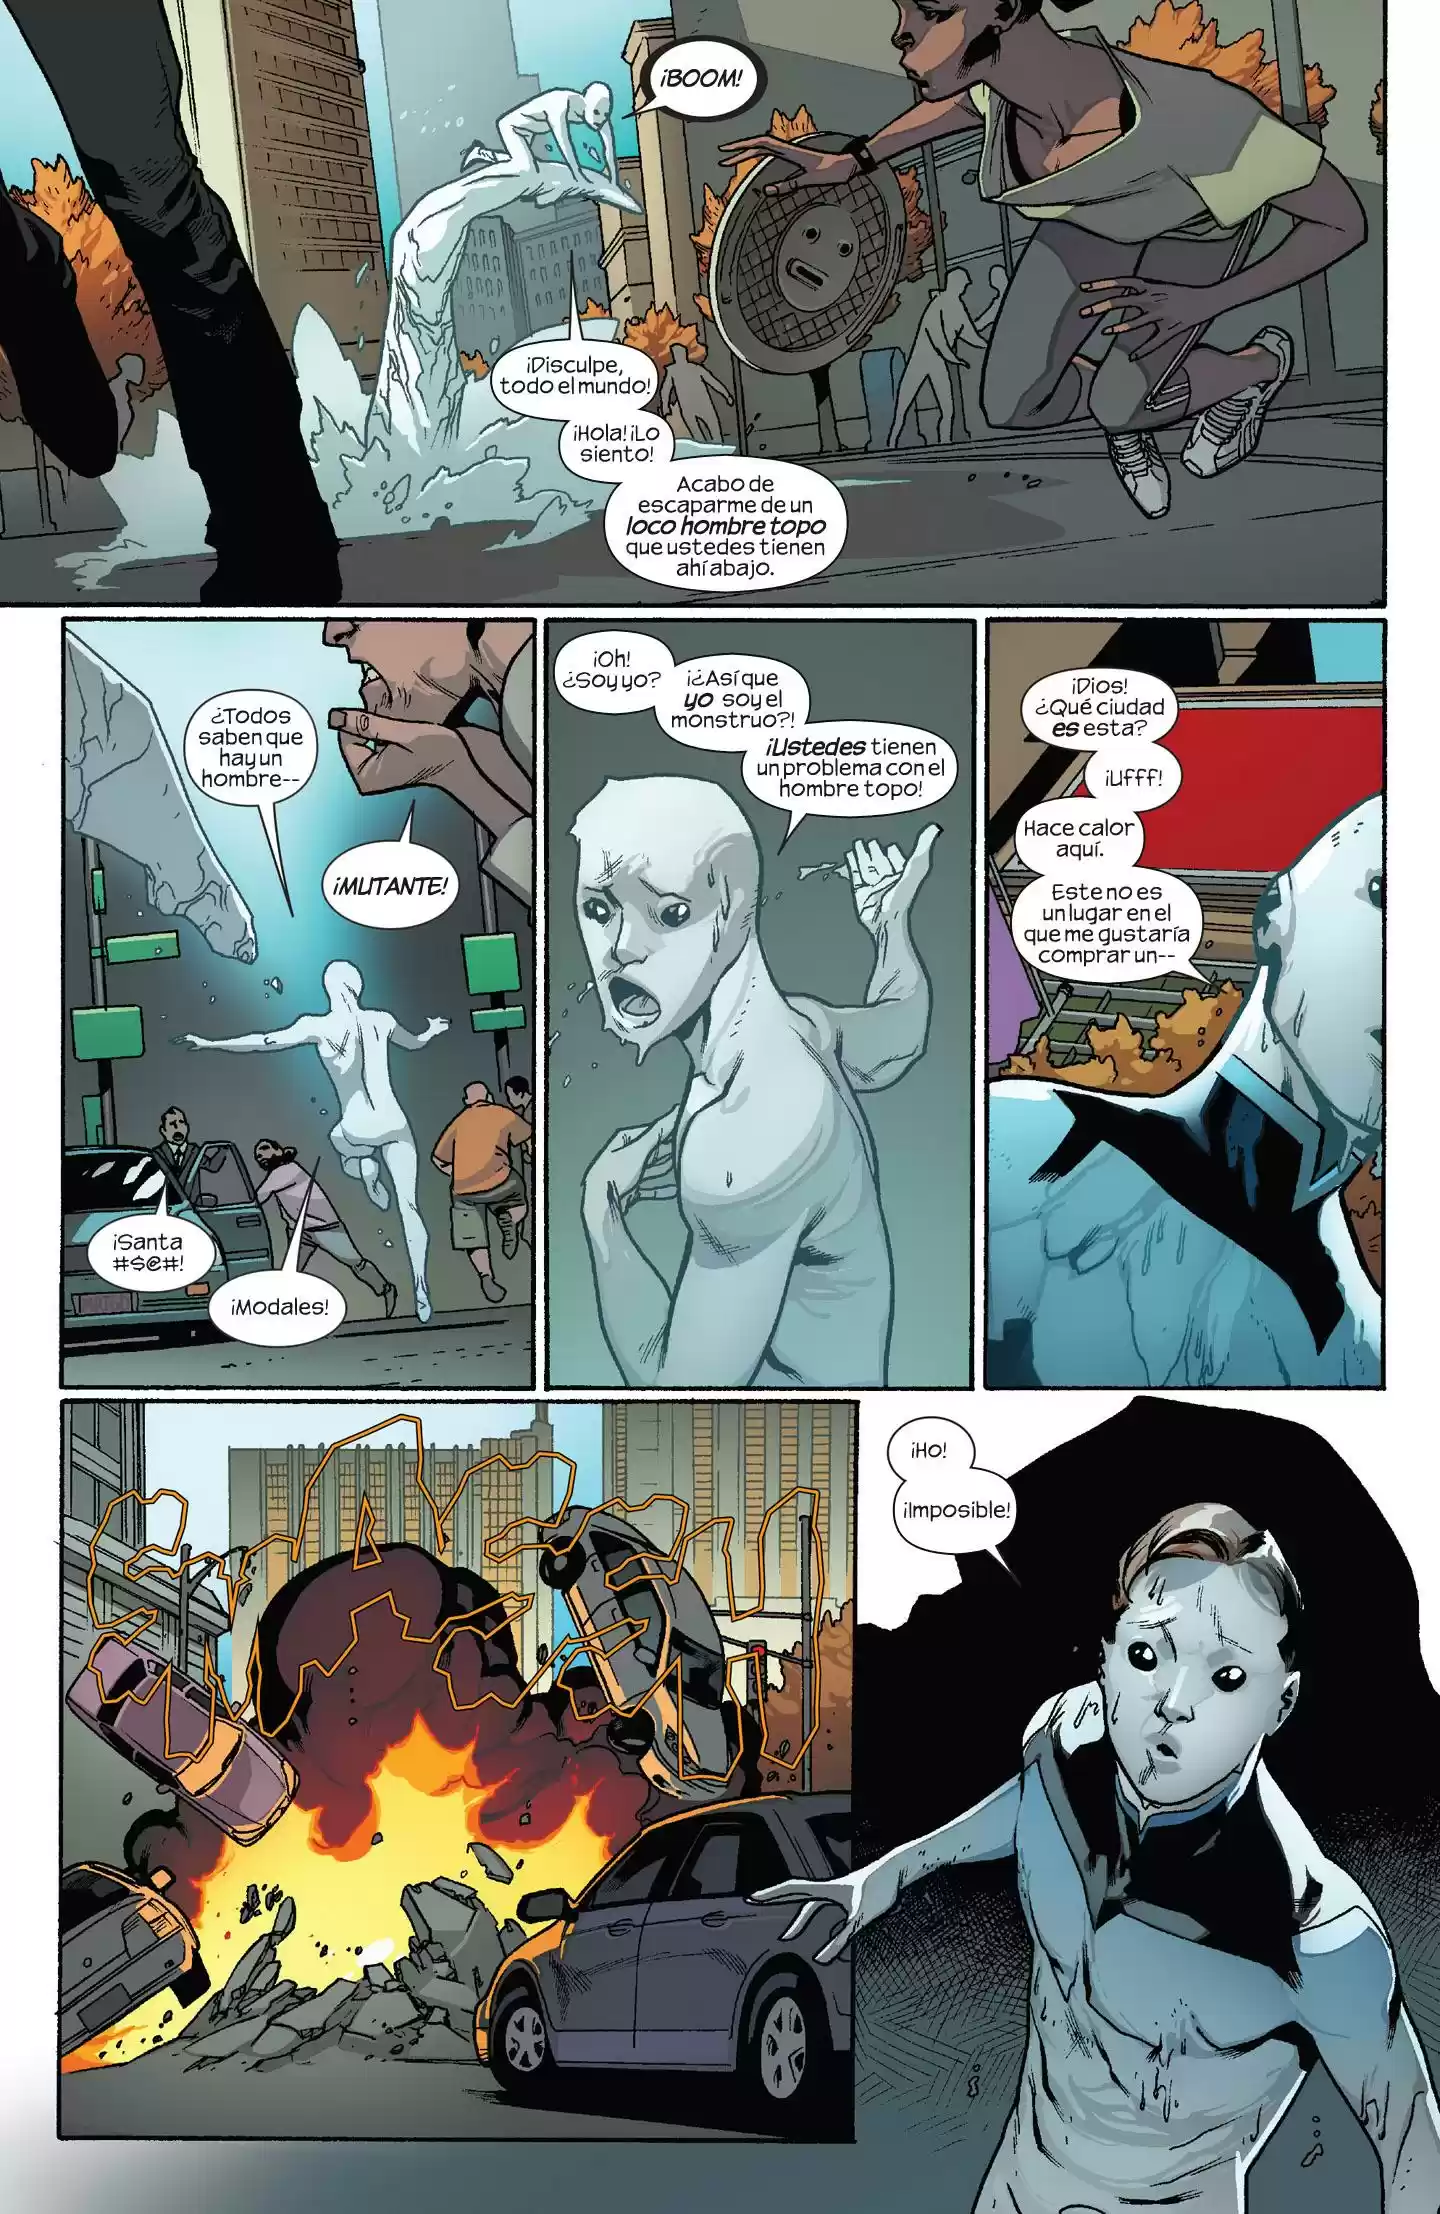 ¡BOOM!
¡Disculpe,
todo el mundo!
¡Hola! ¡Lo
siento!
Acabo de
escaparme de un
loco hombre topo
que ustedes tienen
ahí abajo.
¿Todos
saben que
hay un
hombre--
¡MUTANTE!
¡Santa
#$@#!
¡Modales!
¡Oh!
¿Soy yo?
¡¿Así que
yo soy el
monstruo?!
¡Ustedes tienen
un problema con el
hombre topo!
¡Dios!
¿Qué ciudad
es esta?
¡Ufff!
Hace calor
aquí.
Este no es
un lugar en el
que me gustaría
comprar un--
¡Ho!
¡Imposible!